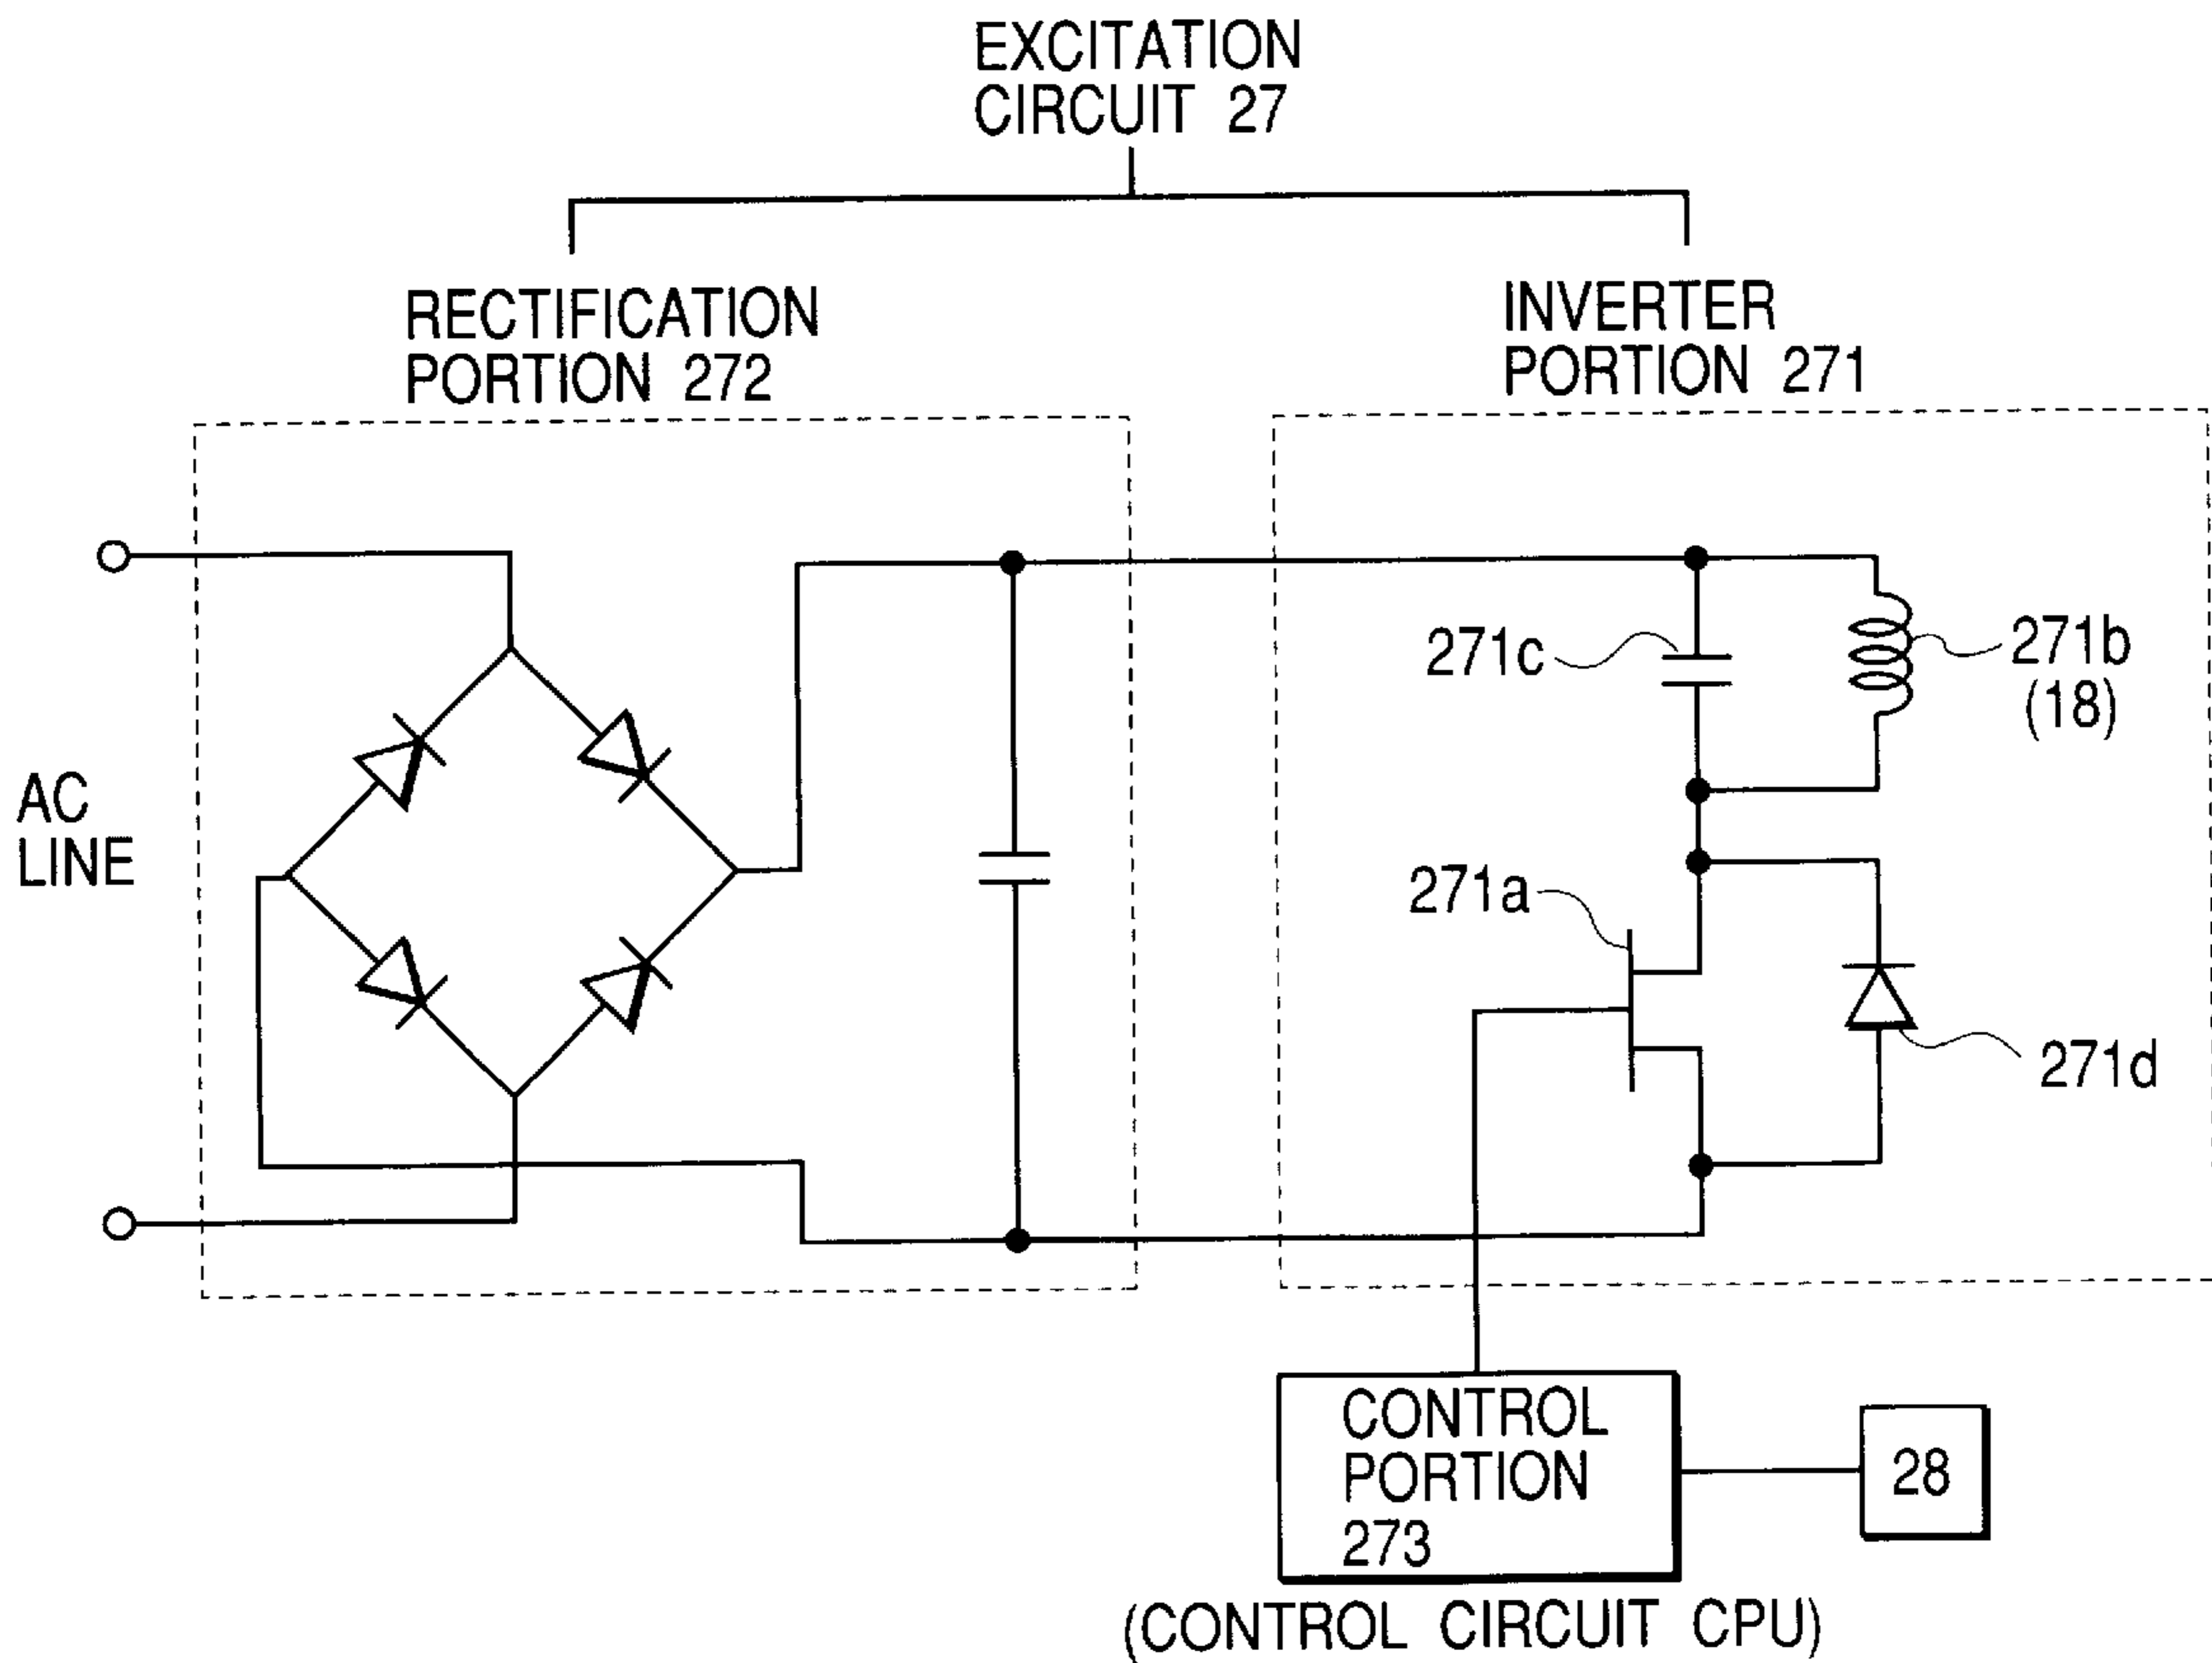 EXCITATION
CIRCUIT 27
RECTIFICATION
PORTION 272
INVERTER
PORTION 271
AC
LINE
271c
271b
(18)
271a
271d
CONTROL
PORTION
273
28
(CONTROL CIRCUIT CPU)